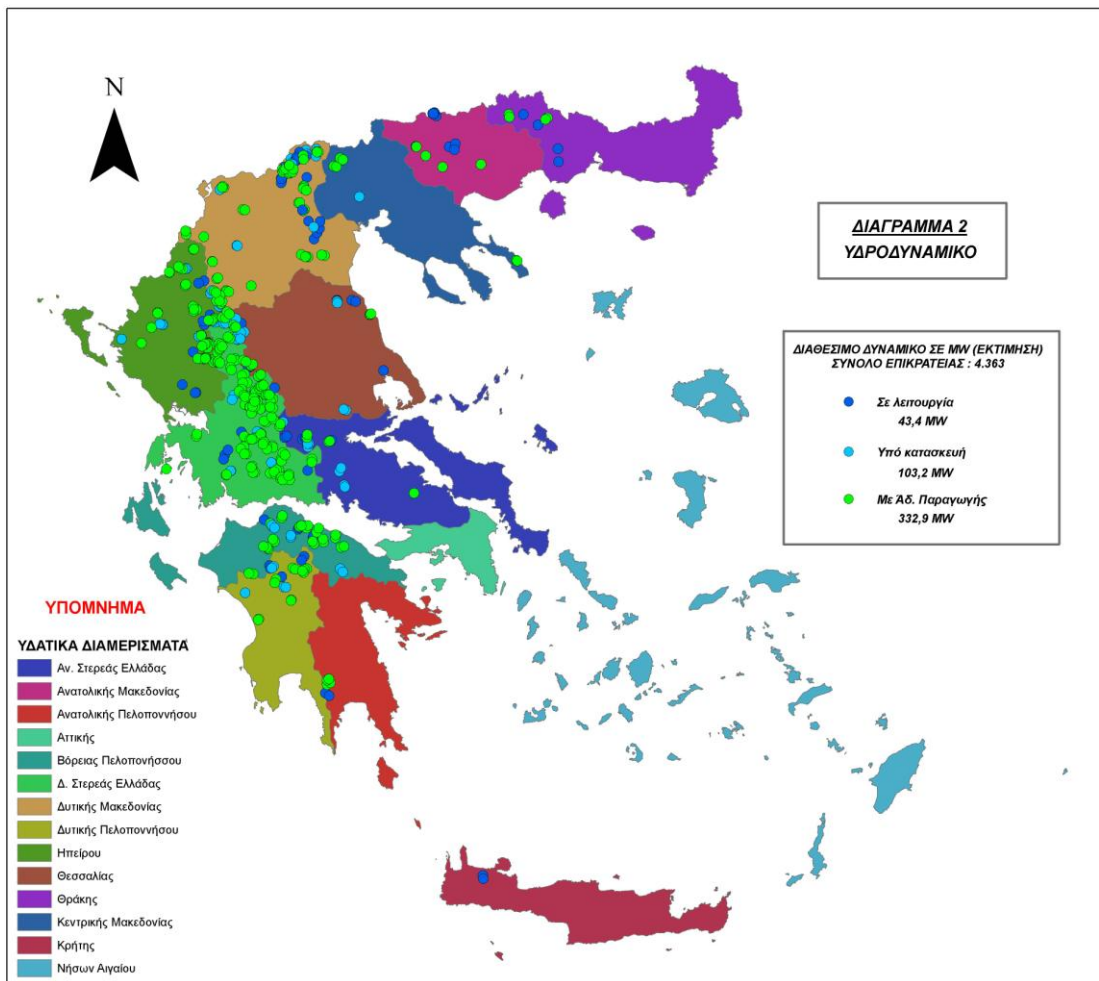 N
ΔΙΑΓΡΑΜΜΑ 2
ΥΔΡΟΔΥΝΑΜΙΚΟ
ΔΙΑΘΕΣΙΜΟ ΔΥΝΑΜΙΚΟ ΣΕ MW (ΕΚΤΙΜΗΣΗ)
ΣΥΝΟΛΟ ΕΠΙΚΡΑΤΕΙΑΣ : 4.363
Σε λειτουργία
43,4 MW
Υπό κατασκευή
103,2 MW
Με Άδ. Παραγωγής
332,9 MW
ΥΠΟΜΝΗΜΑ
ΥΔΑΤΙΚΑ ΔΙΑΜΕΡΙΣΜΑΤΑ
Αν. Στερεάς Ελλάδας
Ανατολικής Μακεδονίας
Ανατολικής Πελοποννήσου
Αττικής
Βόρειας Πελοπονήσσου
Δ. Στερεάς Ελλάδας
Δυτικής Μακεδονίας
Δυτικής Πελοποννήσου
Ηπείρου
Θεσσαλίας
Θράκης
Κεντρικής Μακεδονίας
Κρήτης
Νήσων Αιγαίου